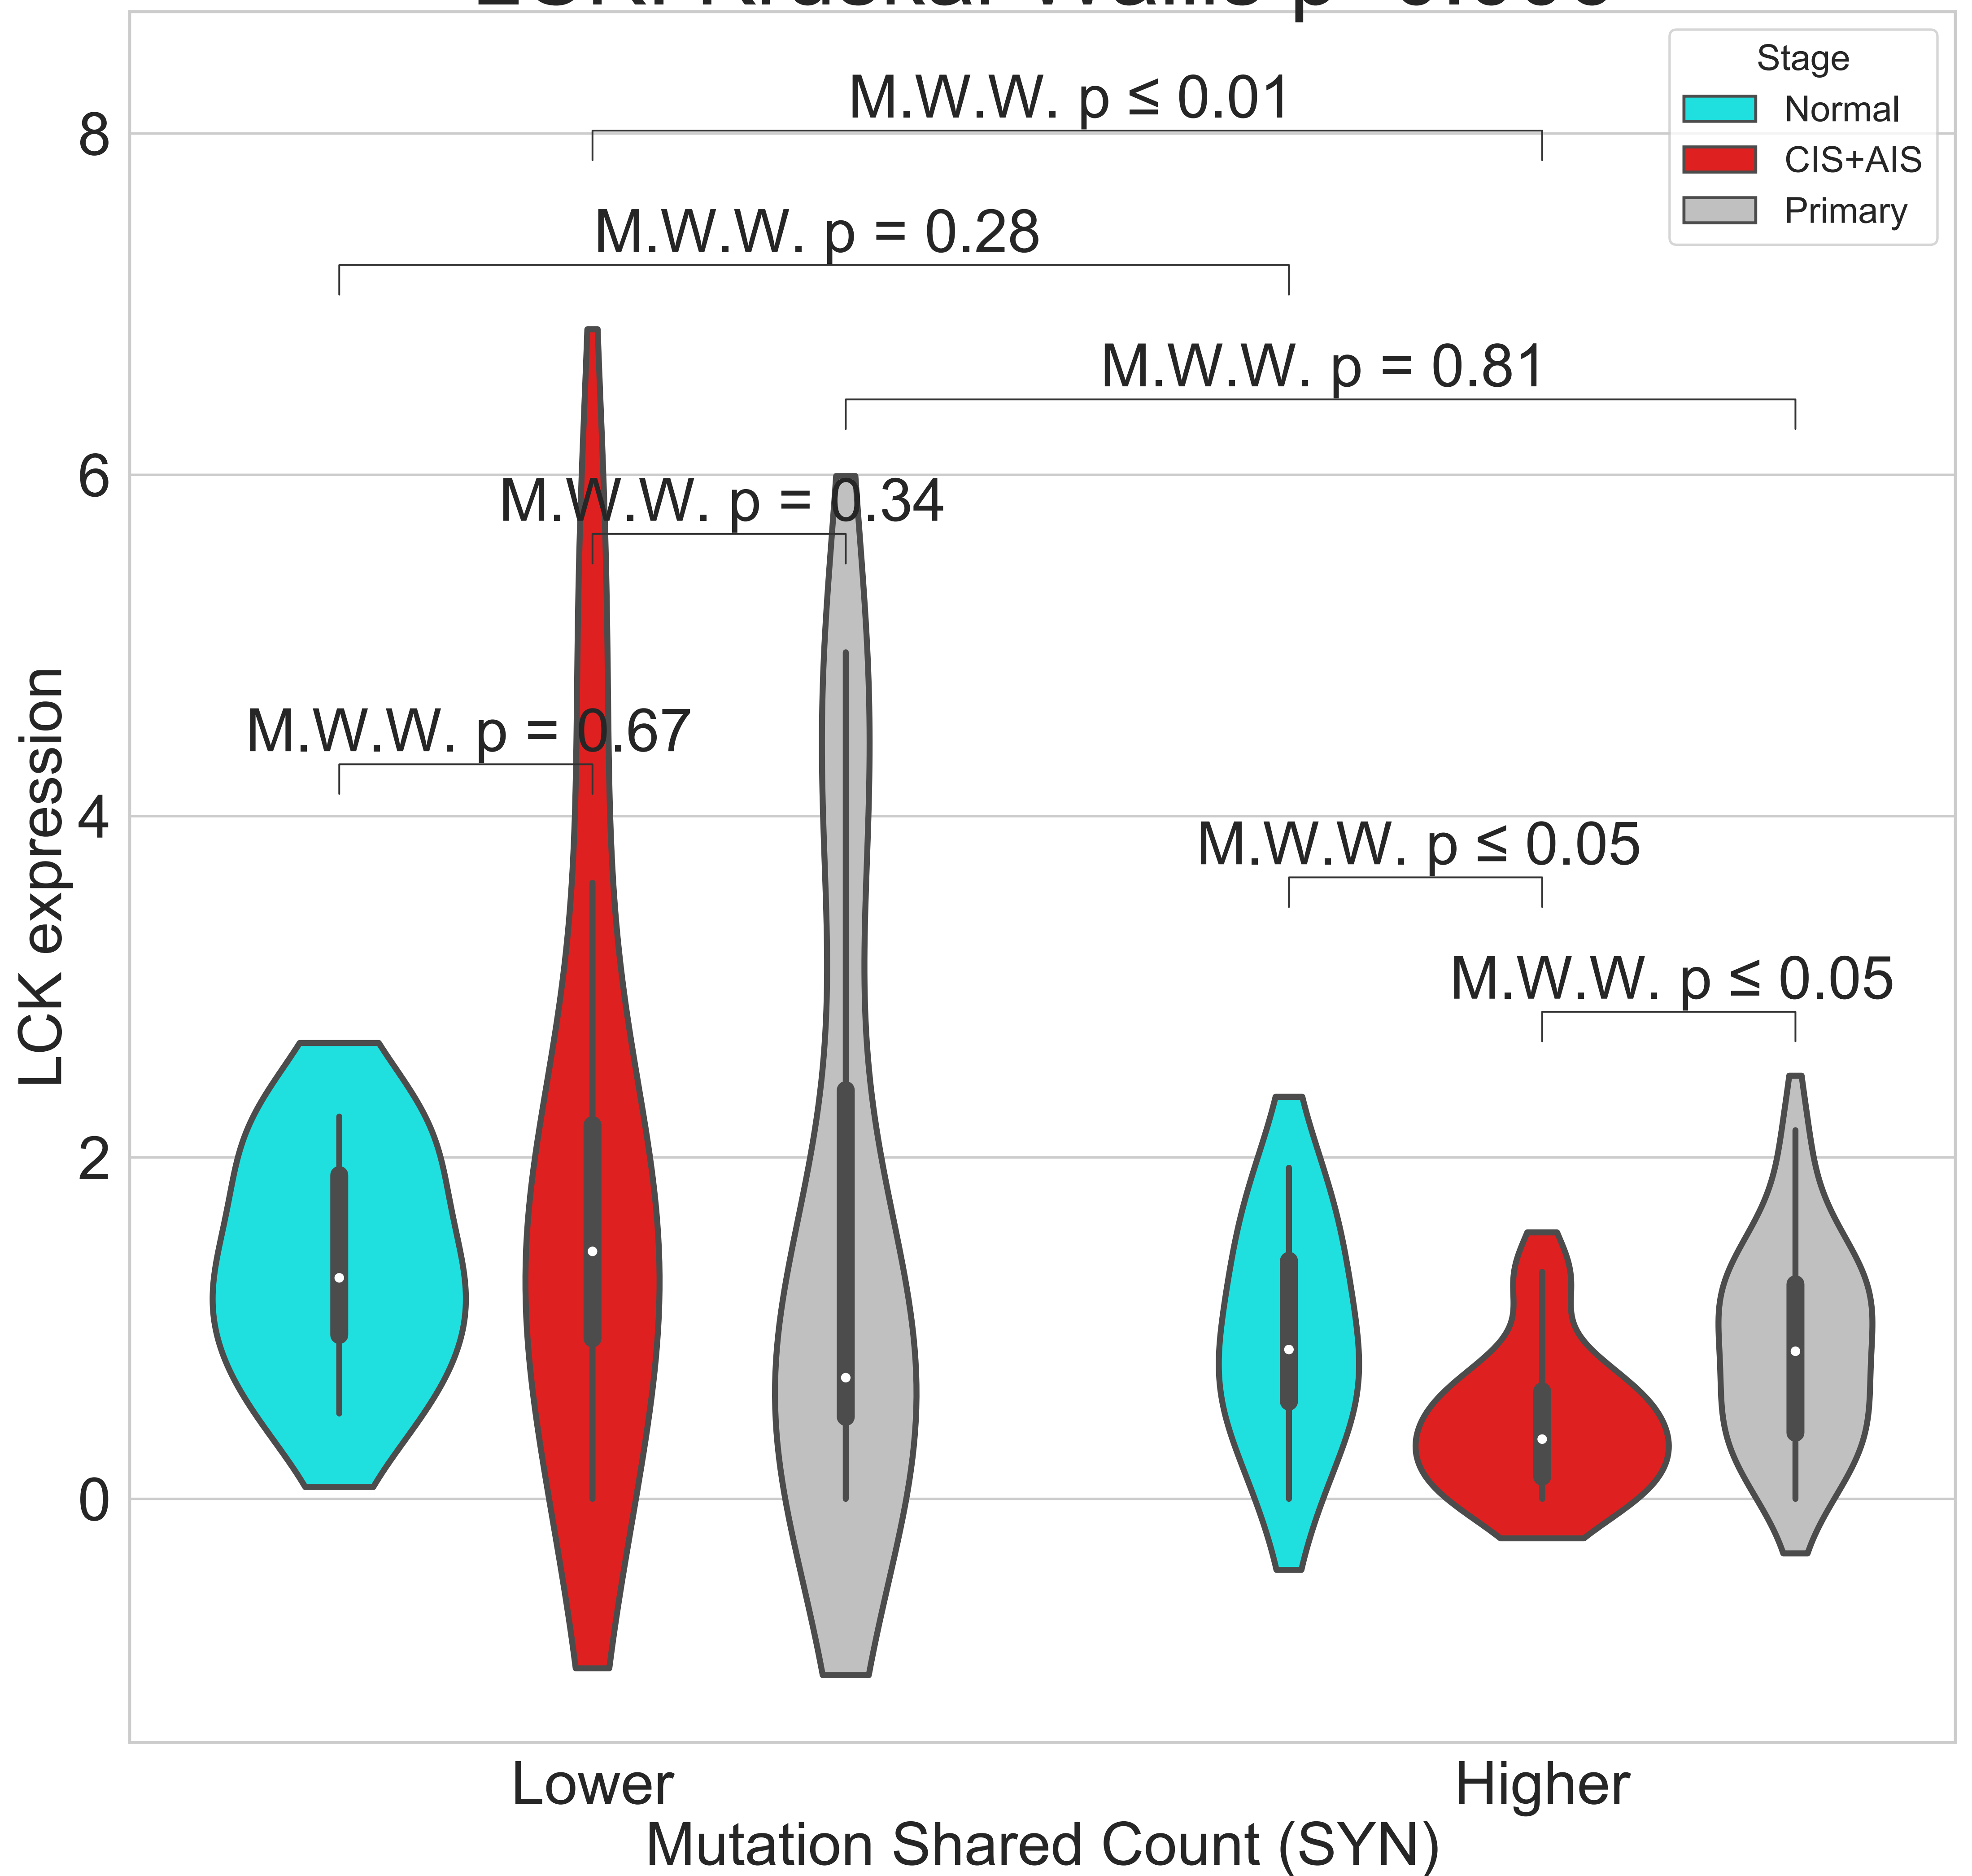 Stage
Normal
CIS+AIS
Primary
M.W.W. p ≤ 0.01
8
M.W.W. p = 0.28
M.W.W. p = 0.81
6
M.W.W. p = 0.34
M.W.W. p = 0.67
4
M.W.W. p ≤ 0.05
M.W.W. p ≤ 0.05
2
0
LCK expression
Lower
Higher
Mutation Shared Count (SYN)